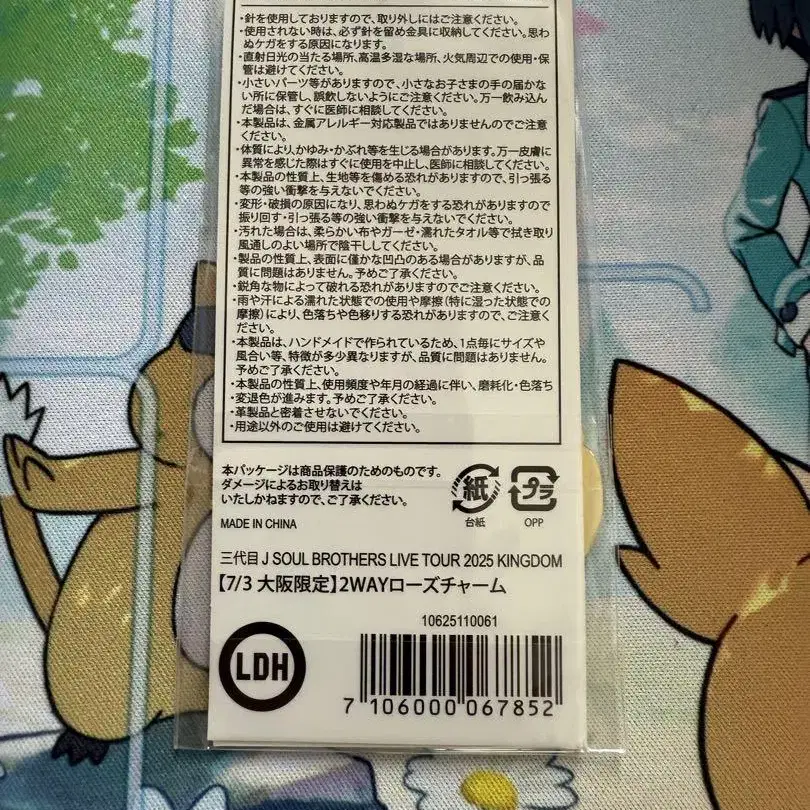 ・針を使用しておりますので、取り外しにはご注意ください。
・使用されない時は、必ず針を留め金具に収納してください。思わ
ぬケガをする原因になります。
・直射日光の当たる場所、高温多湿な場所、火気周辺での使用・保
管は避けてください。
・小さいパーツ等がありますので、小さなお子さまの手の届かな
い所に保管し、誤飲しないようにご注意ください。万一飲み込ん
だ場合は、すぐに医師に相談してください。
・本製品は、金属アレルギー対応製品ではありませんのでご注意
ください。
・体質により、かゆみ・かぶれ等を生じる場合があります。万一皮膚に
異常を感じた際はすぐに使用を中止し、医師に相談してください。
・本製品の性質上、生地等を傷める恐れがありますので、引っ張る
等の強い衝撃を与えないでください。
・変形・破損の原因になり、思わぬケガをする恐れがありますので
振り回す・引っ張る等の強い衝撃を与えないでください。
・汚れた場合は、柔らかい布やガーゼ・濡れたタオル等で拭き取り
風通しのよい場所で陰干ししてください。
・製品の性質上、表面に僅かな凹凸のある場合がありますが、品
質に問題はありません。予めご了承ください。
・鋭角な物によって破れる恐れがありますのでご注意ください。
・雨や汗による濡れた状態での使用や摩擦(特に湿った状態での
摩擦)により、色落ちや色移りする恐れがありますので、ご注意く
ださい。
・本製品は、ハンドメイドで作られているため、1点毎にサイズや
風合い等、特徴が多少異なりますが、品質に問題はありません。
予めご了承ください。
・本製品の性質上、使用頻度や年月の経過に伴い、磨耗化・色落ち
・変退色が進みます。予めご了承ください。
・革製品と密着させないでください。
・用途以外のご使用は避けてください。
本パッケージは商品保護のためのものです。
ダメージによるお取り替えは
いたしかねますので、ご了承ください。
紙
プラ
台紙
OPP
MADE IN CHINA
三代目 J SOUL BROTHERS LIVE TOUR 2025 KINGDOM
【7/3 大阪限定】2WAYローズチャーム
10625110061
LDH
7 106000 067852